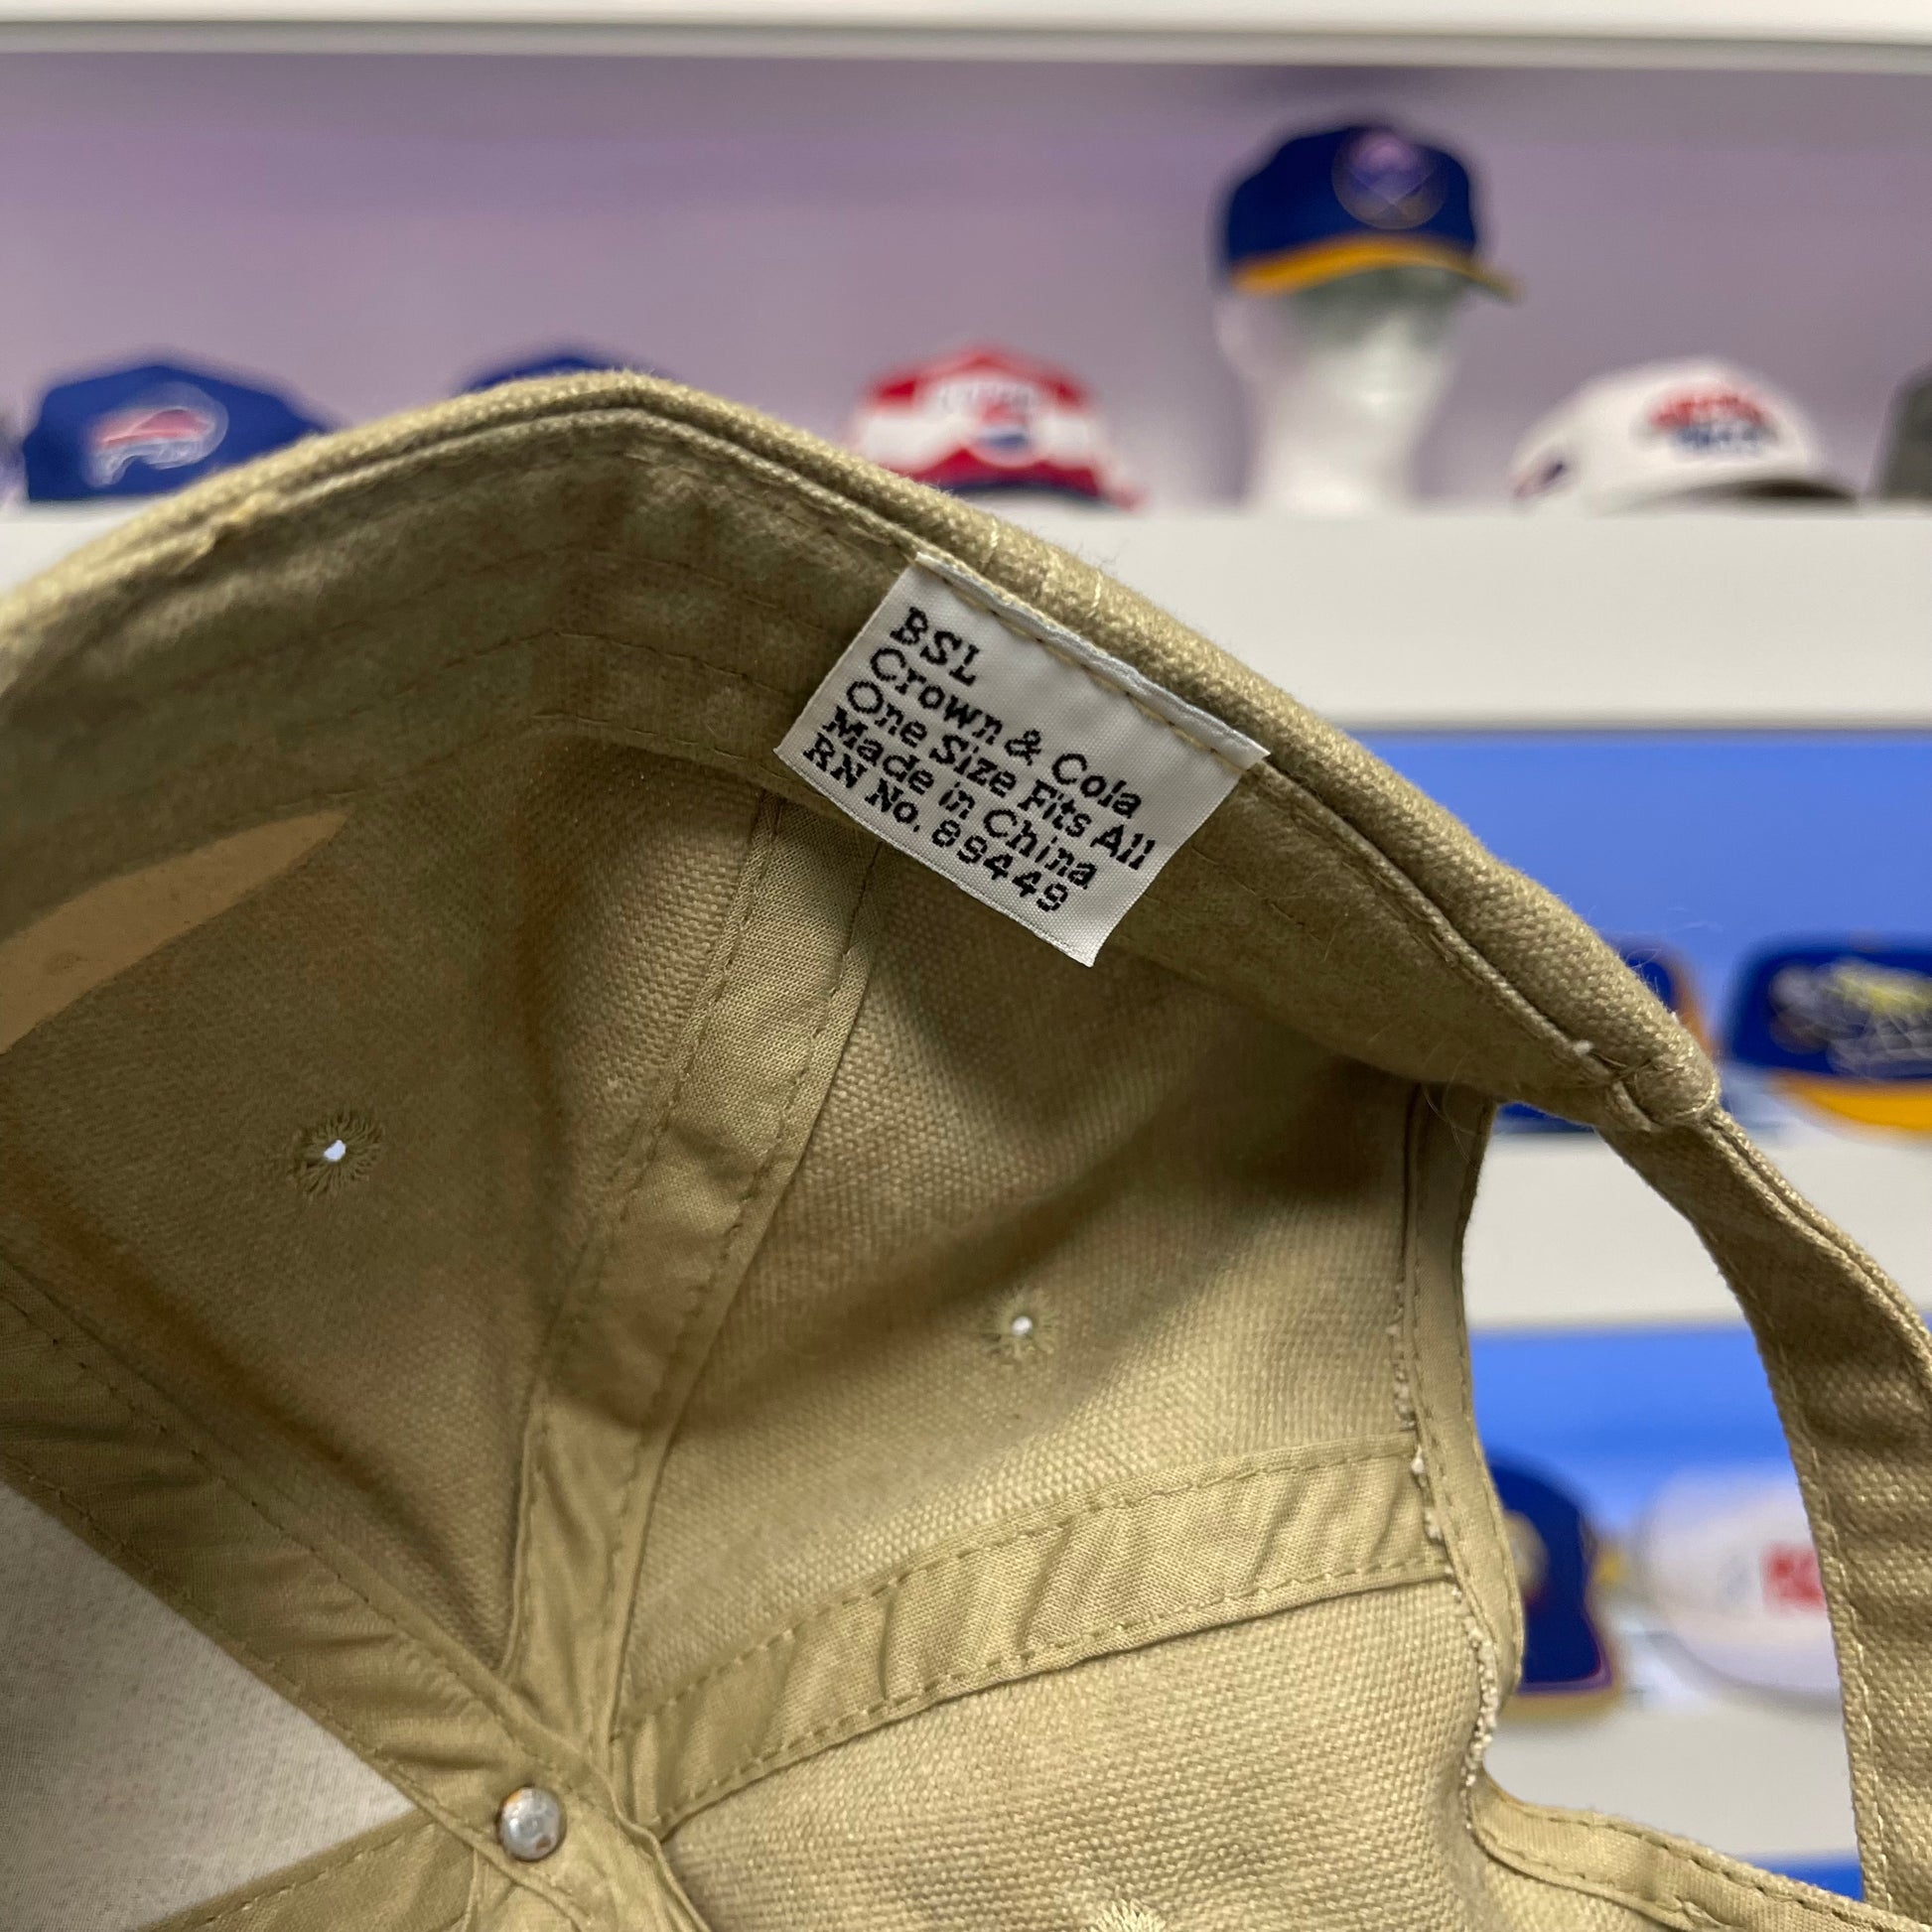 BSL
Crown & Cola
One Size Fits All
Made in China
RN No. 89449